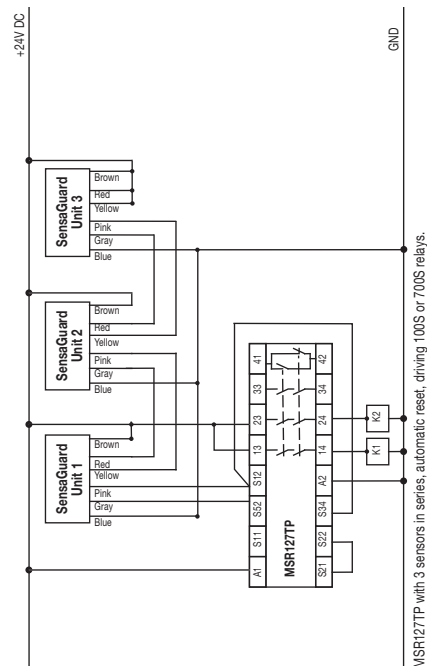 +24V DC
GND
SensaGuard
Unit 3
Brown
Red
Yellow
Pink
Gray
Blue
SensaGuard
Unit 2
Brown
Red
Yellow
Pink
Gray
Blue
SensaGuard
Unit 1
Brown
Red
Yellow
Pink
Gray
Blue
A1 S11 S52 S12 13 23 33 41
MSR127TP
S21 S22 S34 A2 14 24 34 42
K1 K2
MSR127TP with 3 sensors in series, automatic reset, driving 100S or 700S relays.